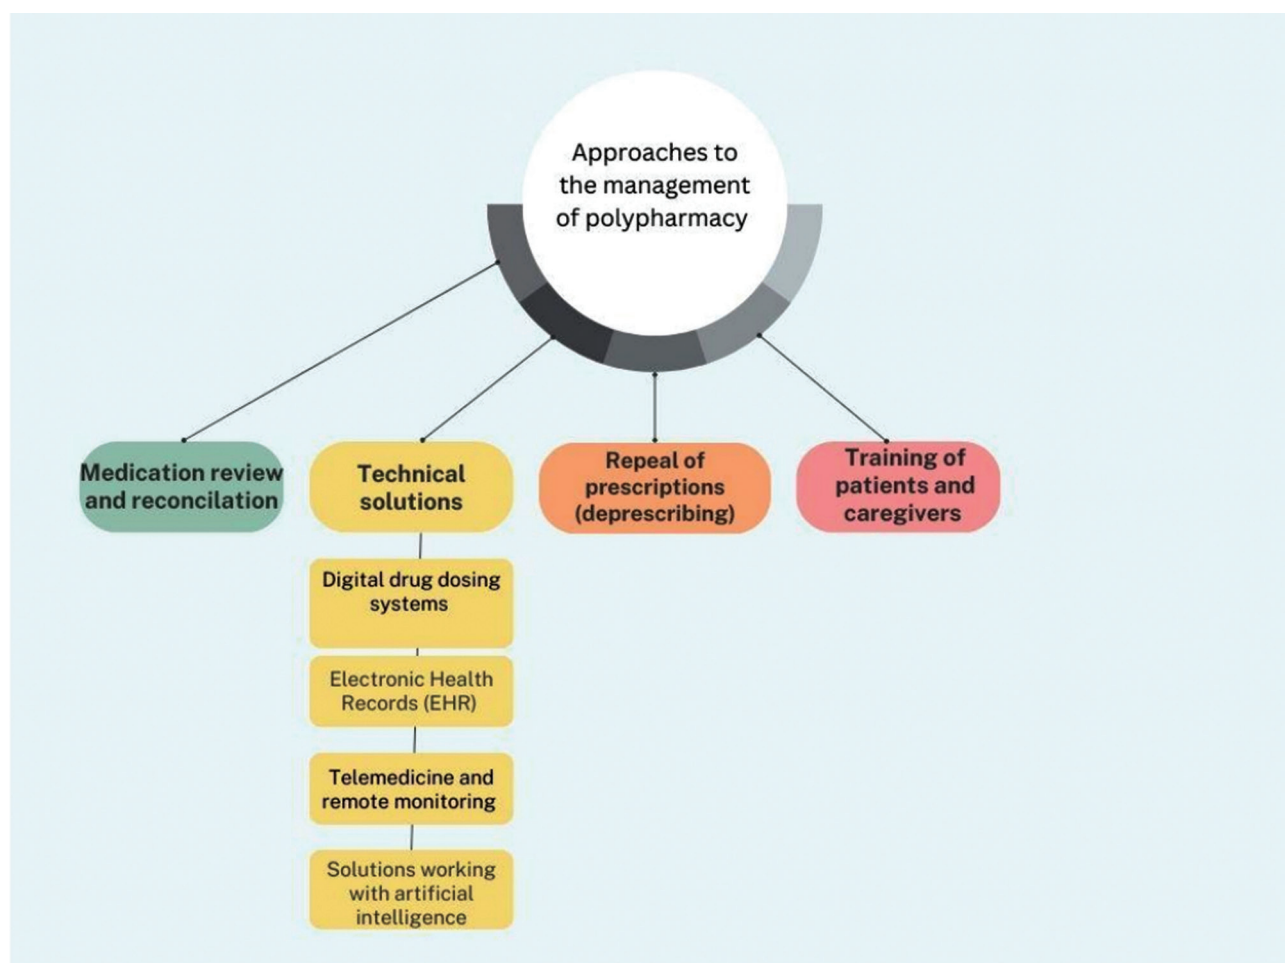 Approaches to
the management
of polypharmacy
Medication review
and reconcilation
Technical
solutions
Repeal of
prescriptions
(deprescribing)
Training of
patients and
caregivers
Digital drug dosing
systems
Electronic Health
Records (EHR)
Telemedicine and
remote monitoring
Solutions working
with artificial
intelligence